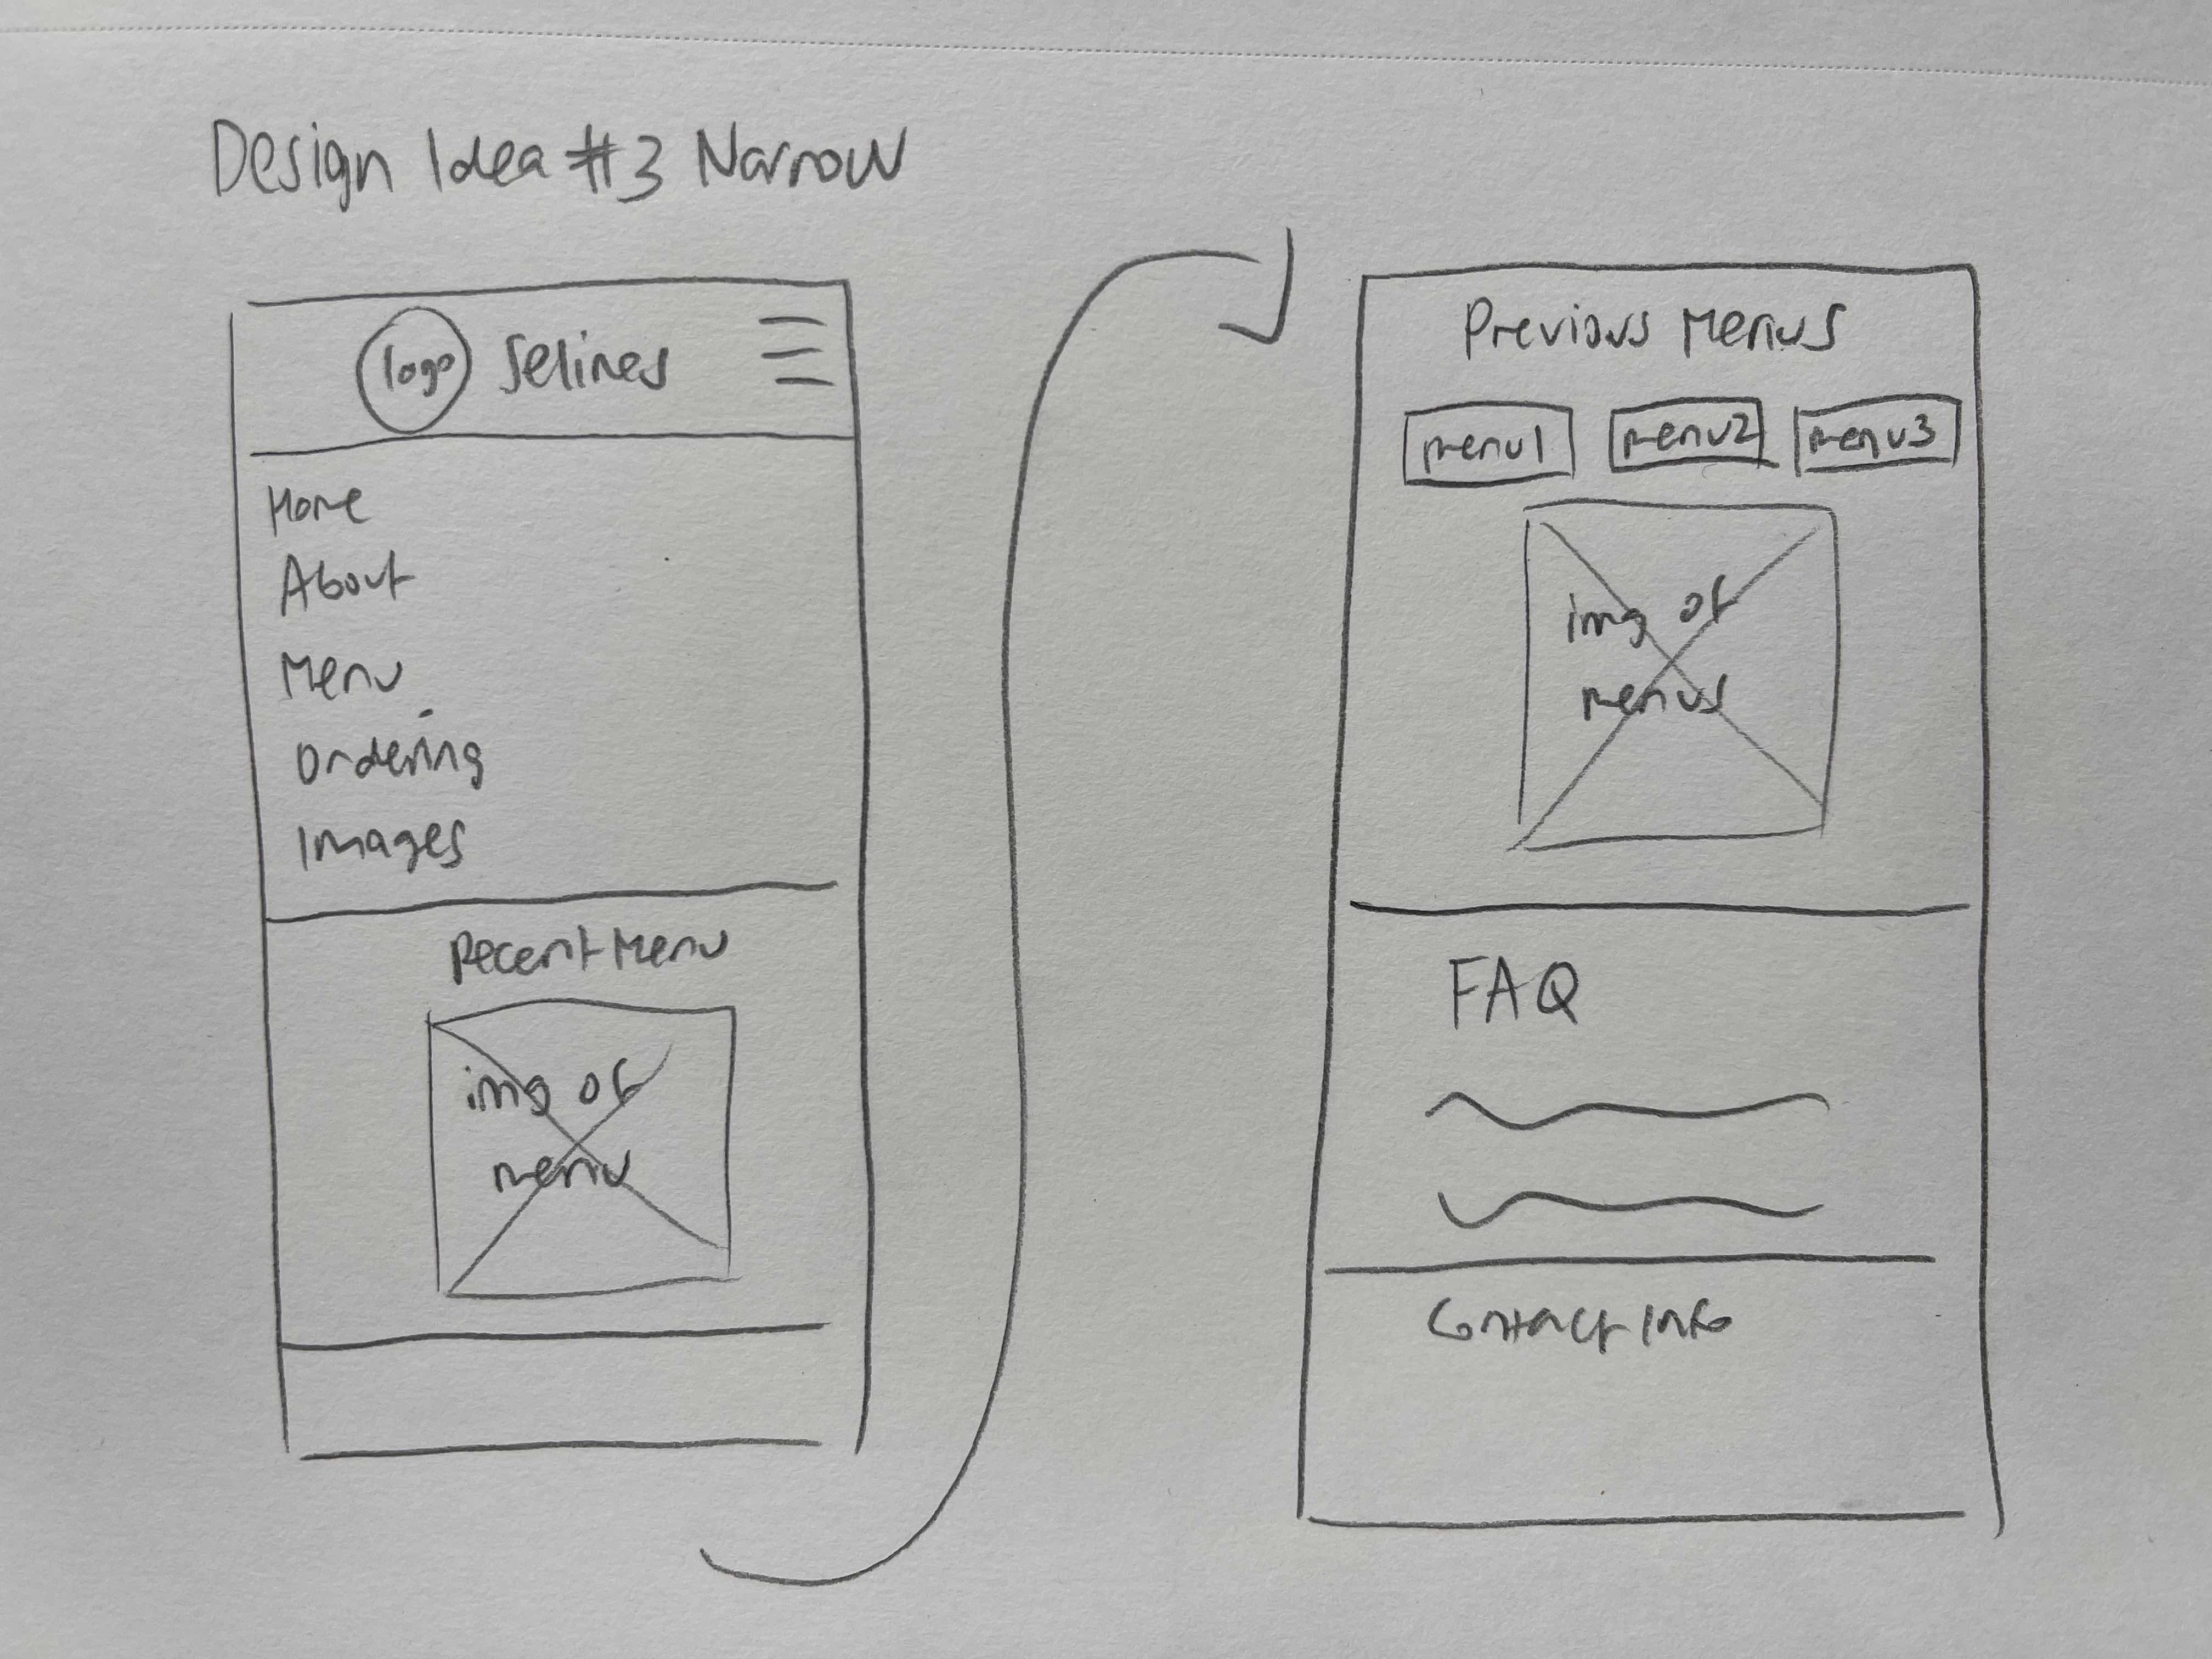 Design Idea #3 Narrow
logo Selines
Home
About
Menu
Ordering
Images
Recent Menu
img of
menu
Previous Menus
menu1 menu2 menu3
img of
menus
FAQ
Contact Info